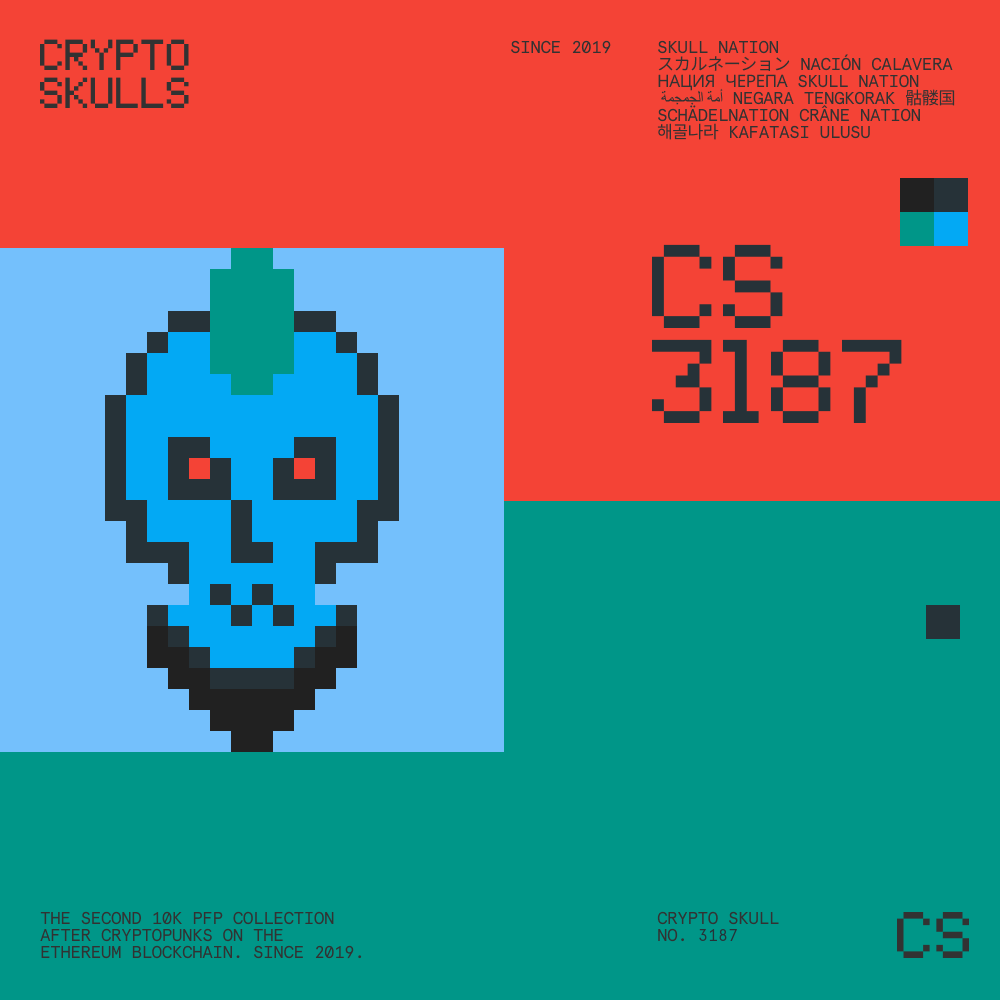 CRYPTO
SKULLS
SINCE 2019
SKULL NATION
スカルネーション NACIÓN CALAVERA
НАЦИЯ ЧЕРЕПА SKULL NATION
أمة الجمجمة NEGARA TENGKORAK 骷髅国
SCHÄDELNATION CRÂNE NATION
해골나라 KAFATASI ULUSU
CS
3187
THE SECOND 10K PFP COLLECTION
AFTER CRYPTOPUNKS ON THE
ETHEREUM BLOCKCHAIN. SINCE 2019.
CRYPTO SKULL
NO. 3187
CS